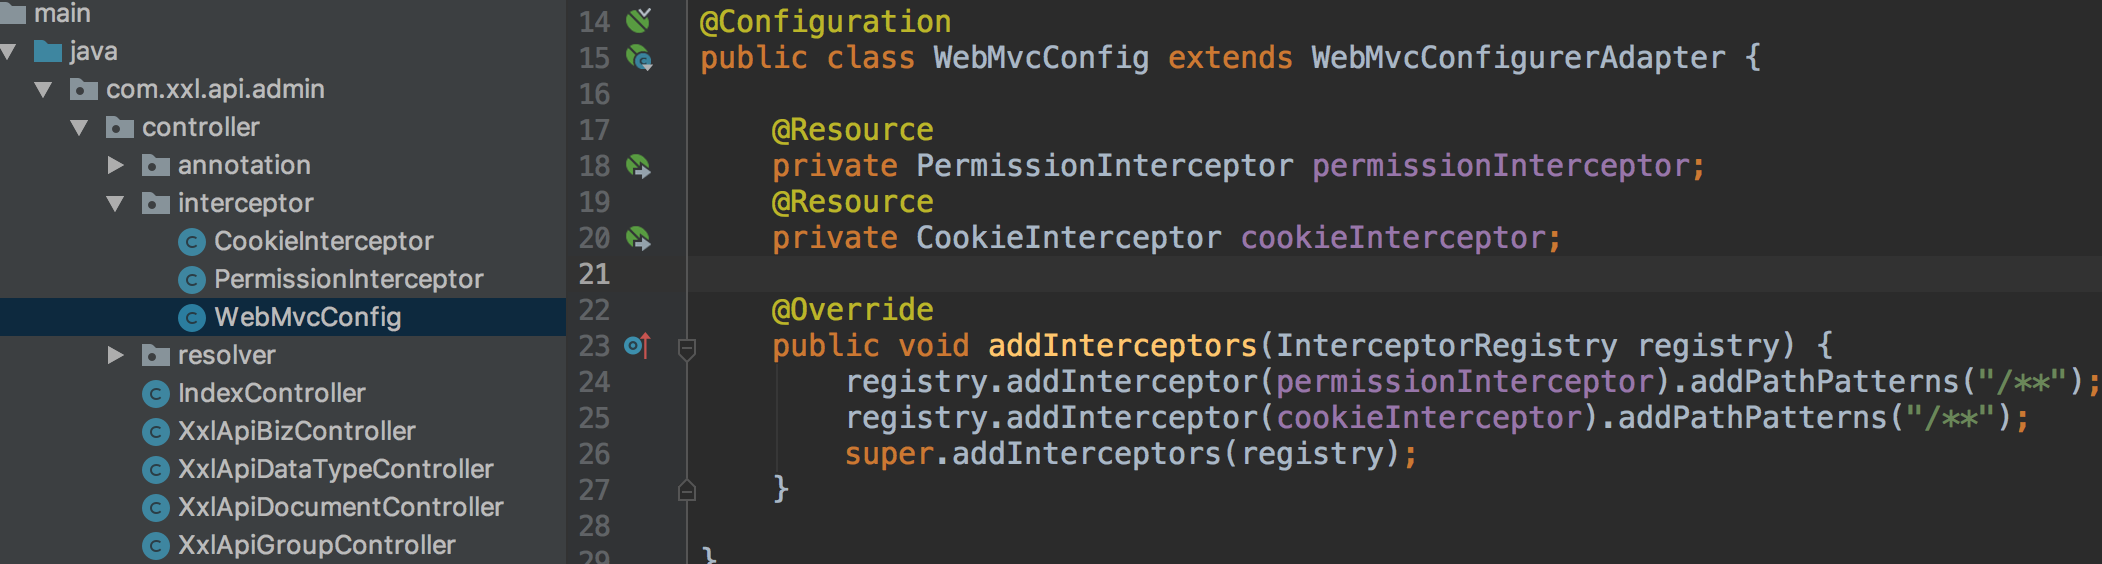 main
java
com.xxl.api.admin
controller
annotation
interceptor
CookieInterceptor
PermissionInterceptor
WebMvcConfig
resolver
IndexController
XxlApiBizController
XxlApiDataTypeController
XxlApiDocumentController
XxlApiGroupController
14 @Configuration
15 public class WebMvcConfig extends WebMvcConfigurerAdapter {
16
17 @Resource
18 private PermissionInterceptor permissionInterceptor;
19 @Resource
20 private CookieInterceptor cookieInterceptor;
21
22 @Override
23 public void addInterceptors(InterceptorRegistry registry) {
24 registry.addInterceptor(permissionInterceptor).addPathPatterns("/**");
25 registry.addInterceptor(cookieInterceptor).addPathPatterns("/**");
26 super.addInterceptors(registry);
27 }
28
29 }